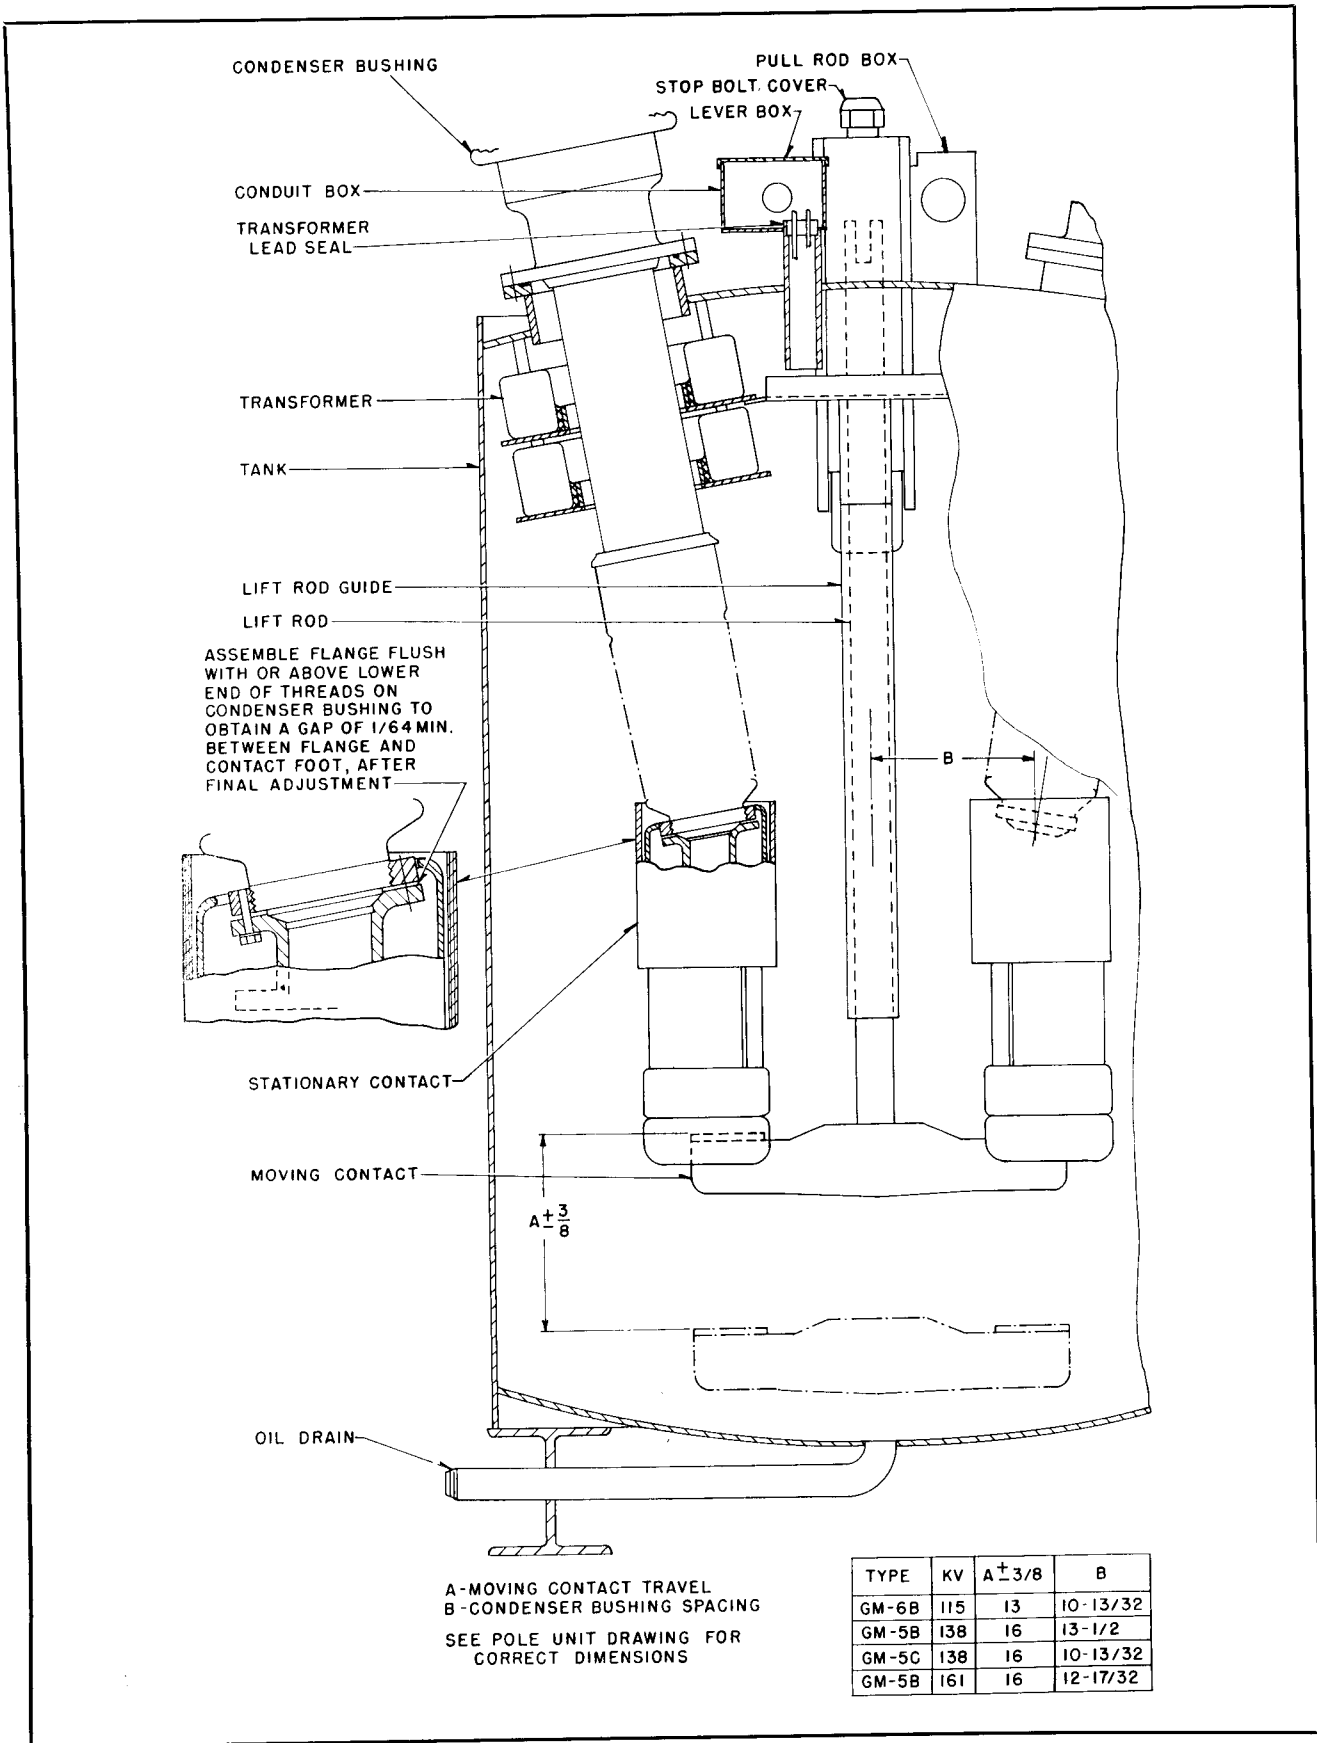 CONDENSER BUSHING
PULL ROD BOX
STOP BOLT COVER
LEVER BOX
CONDUIT BOX
TRANSFORMER
LEAD SEAL
TRANSFORMER
TANK
LIFT ROD GUIDE
LIFT ROD
ASSEMBLE FLANGE FLUSH
WITH OR ABOVE LOWER
END OF THREADS ON
CONDENSER BUSHING TO
OBTAIN A GAP OF 1/64 MIN.
BETWEEN FLANGE AND
CONTACT FOOT, AFTER
FINAL ADJUSTMENT
B
STATIONARY CONTACT
MOVING CONTACT
A ± 3/8
OIL DRAIN
A-MOVING CONTACT TRAVEL
B-CONDENSER BUSHING SPACING
SEE POLE UNIT DRAWING FOR
CORRECT DIMENSIONS
TYPE KV A ± 3/8 B
GM-6B 115 13 10-13/32
GM-5B 138 16 13-1/2
GM-5C 138 16 10-13/32
GM-5B 161 16 12-17/32